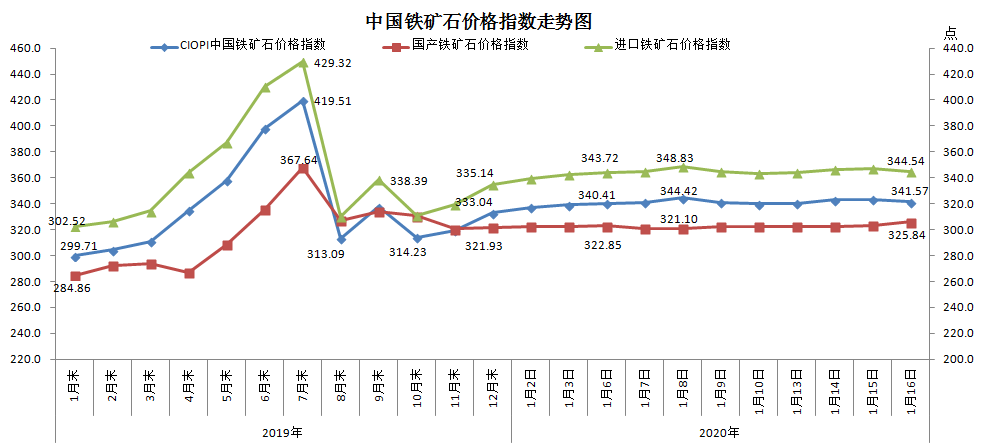 中国铁矿石价格指数走势图
CIOPI中国铁矿石价格指数 国产铁矿石价格指数 进口铁矿石价格指数
点
460.0
440.0
420.0
400.0
380.0
360.0
340.0
320.0
300.0
280.0
260.0
240.0
220.0
440.0
420.0
400.0
380.0
360.0
340.0
320.0
300.0
280.0
260.0
240.0
220.0
200.0
429.32
419.51
367.64
302.52
299.71
284.86
313.09
338.39
314.23
335.14
333.04
321.93
343.72
340.41
322.85
348.83
344.42
321.10
344.54
341.57
325.84
1月末
2月末
3月末
4月末
5月末
6月末
7月末
8月末
9月末
10月末
11月末
12月末
1月2日
1月3日
1月6日
1月7日
1月8日
1月9日
1月10日
1月13日
1月14日
1月15日
1月16日
2019年 2020年